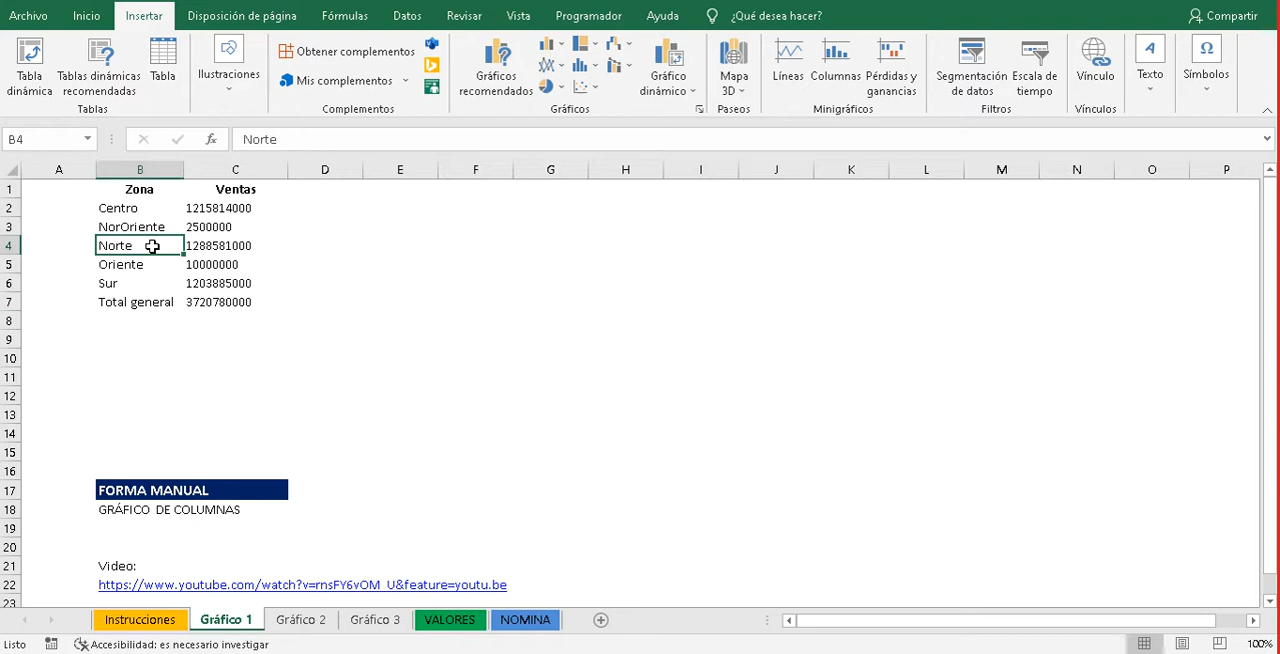 Archivo Inicio Insertar Disposición de página Fórmulas Datos Revisar Vista Programador Ayuda ¿Qué desea hacer? Compartir
Tabla dinámica
Tablas dinámicas recomendadas
Tabla
Ilustraciones
Obtener complementos
Mis complementos
Gráficos recomendados
Gráfico dinámico
Mapa 3D
Líneas
Columnas
Pérdidas y ganancias
Segmentación de datos
Escala de tiempo
Vínculo
Texto
Símbolos
Tablas Complementos Gráficos Paseos Minigráficos Filtros Vínculos
B4 fx Norte
A B C D E F G H I J K L M N O P
1 Zona Ventas
2 Centro 1215814000
3 NorOriente 2500000
4 Norte 1288581000
5 Oriente 10000000
6 Sur 1203885000
7 Total general 3720780000
8
9
10
11
12
13
14
15
16
17 FORMA MANUAL
18 GRÁFICO DE COLUMNAS
19
20
21 Video:
22 https://www.youtube.com/watch?v=rnsFY6vOM_U&feature=youtu.be
23
Instrucciones Gráfico 1 Gráfico 2 Gráfico 3 VALORES NOMINA
Listo Accesibilidad: es necesario investigar 100%